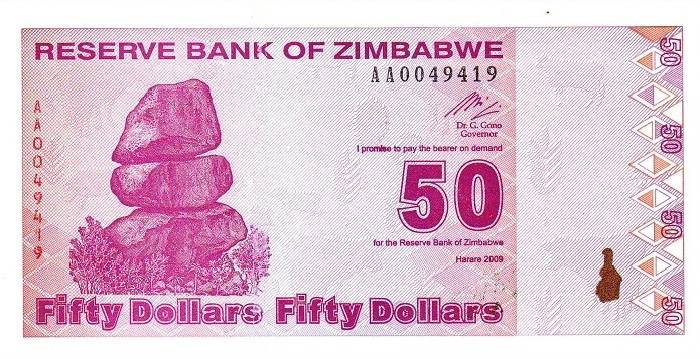 RESERVE BANK OF ZIMBABWE
AA0049419
AA0049419
Dr. G. Gono
Governor
I promise to pay the bearer on demand
50
for the Reserve Bank of Zimbabwe
Harare 2009
Fifty Dollars Fifty Dollars
50
50
50
50